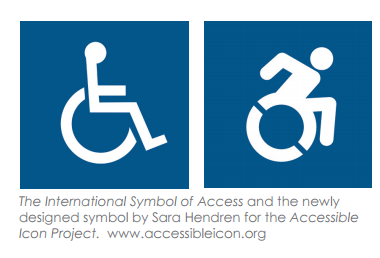 The International Symbol of Access and the newly
designed symbol by Sara Hendren for the Accessible
Icon Project.  www.accessibleicon.org